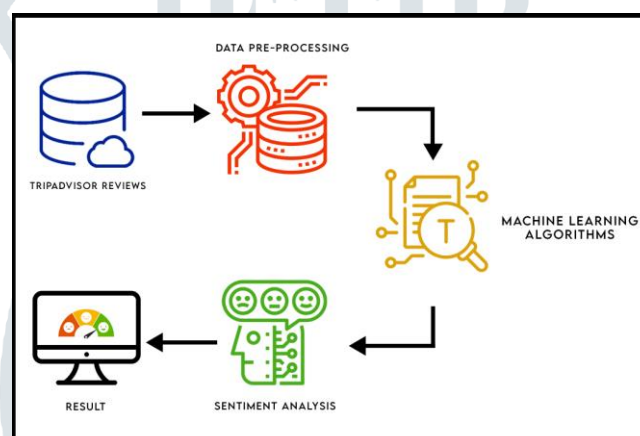 DATA PRE-PROCESSING
TRIPADVISOR REVIEWS
T
MACHINE LEARNING
ALGORITHMS
RESULT
SENTIMENT ANALYSIS